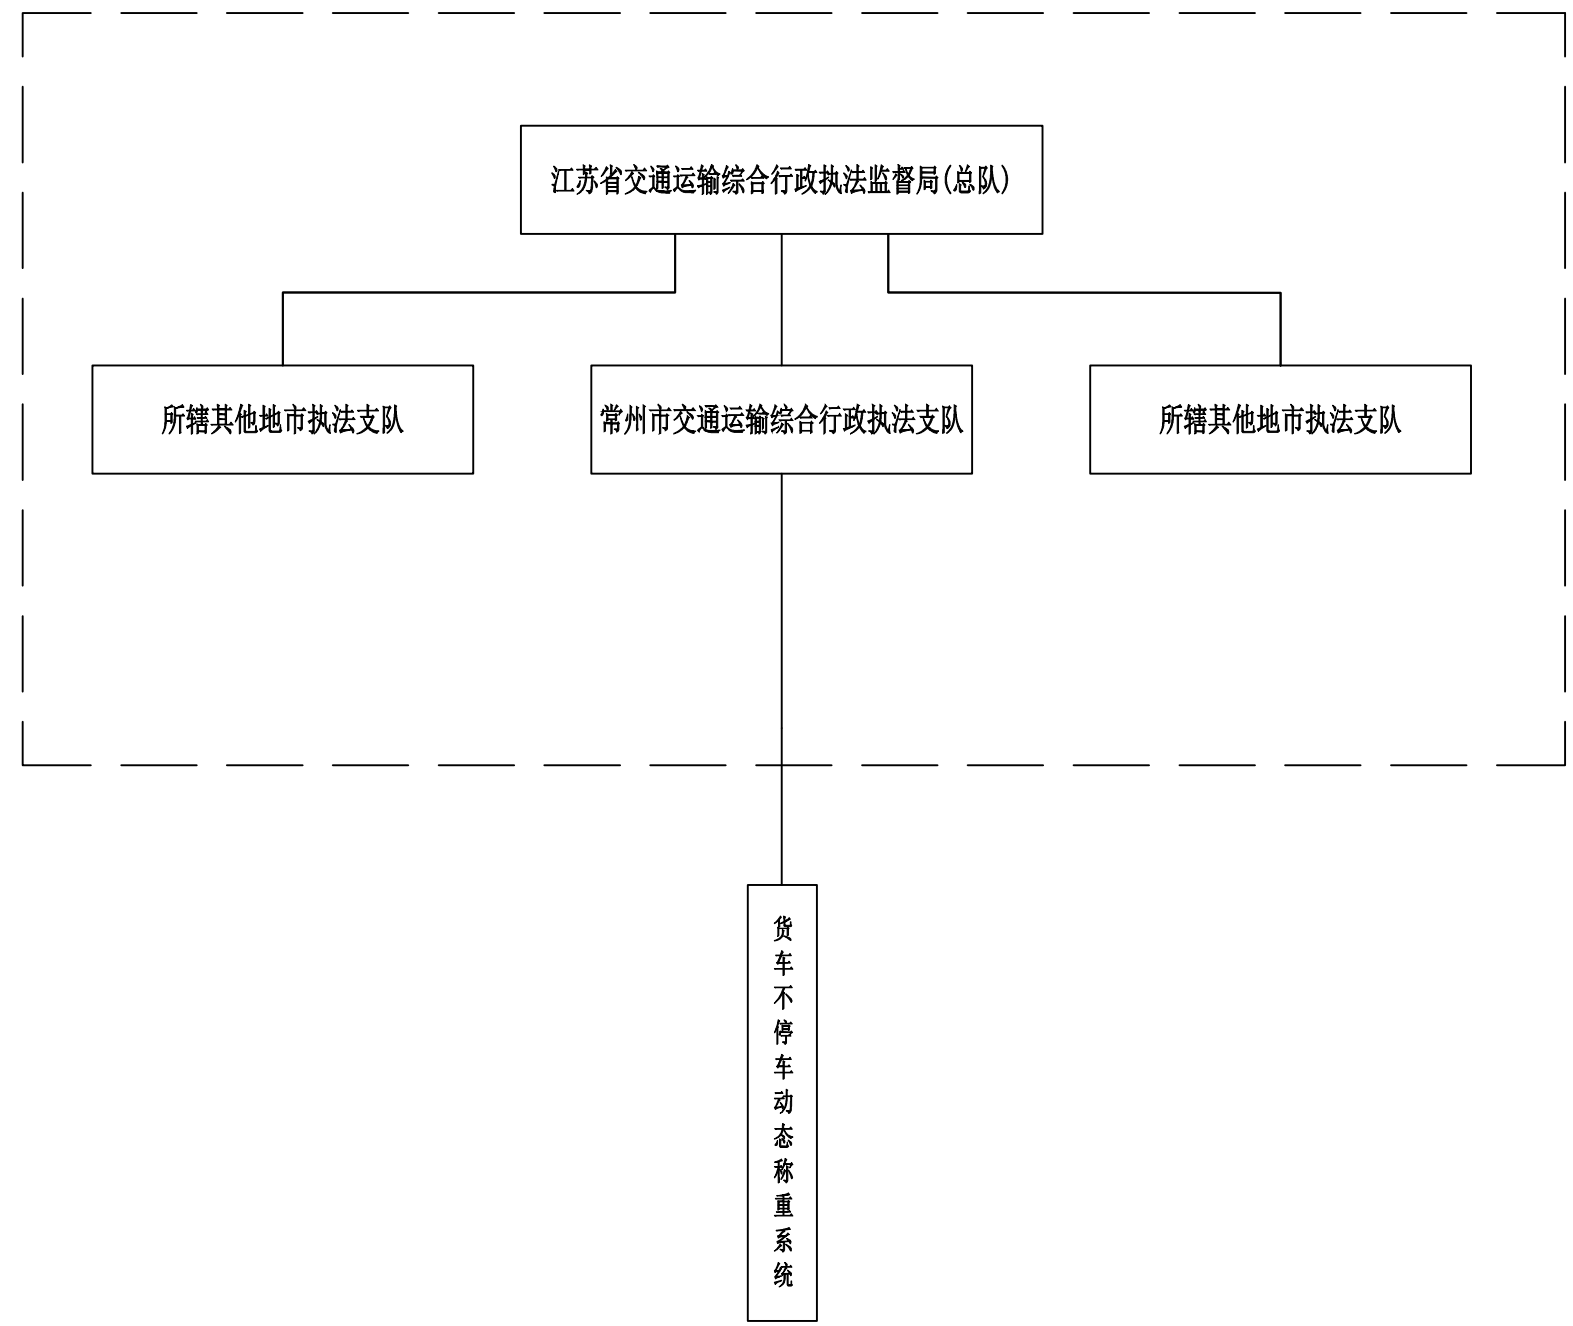 江苏省交通运输综合行政执法监督局(总队)
所辖其他地市执法支队
常州市交通运输综合行政执法支队
所辖其他地市执法支队
货车不停车动态称重系统